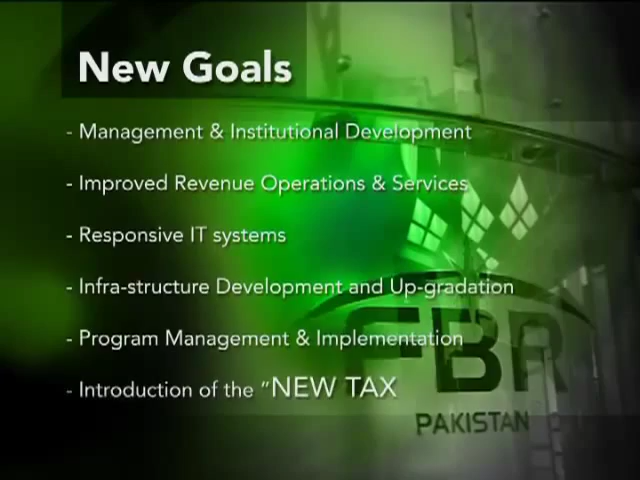 New Goals
- Management & Institutional Development
- Improved Revenue Operations & Services
- Responsive IT systems
- Infra-structure Development and Up-gradation
- Program Management & Implementation
- Introduction of the "NEW TAX
FBR
PAKISTAN